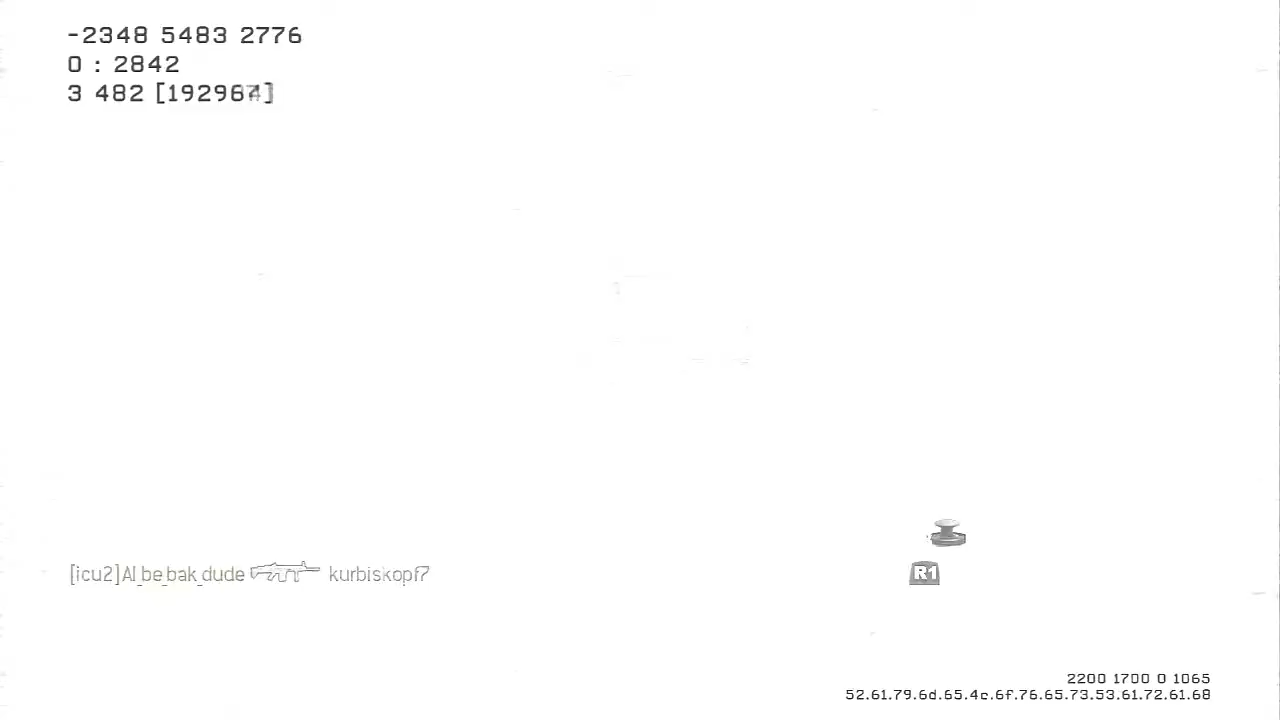 -2348 5483 2776
0 : 2842
3 482
[icu2]Al_be_bak_dude kurbiskopf7
R1
2200 1700 0 1065
52.61.79.6d.65.4c.6f.76.65.73.53.61.72.61.68